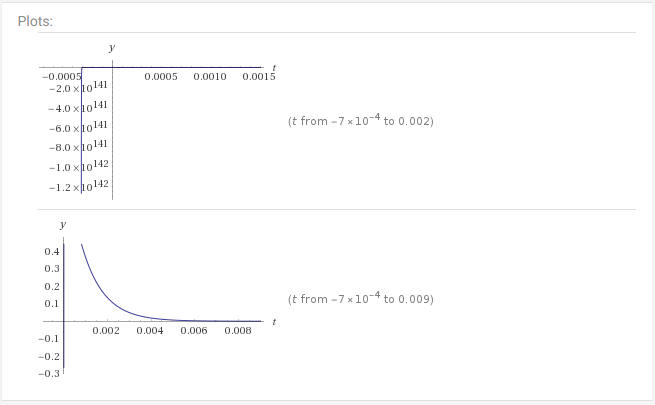 Plots:
y
t
−0.0005 0.0005 0.0010 0.0015
−2.0×10^141
−4.0×10^141
−6.0×10^141
−8.0×10^141
−1.0×10^142
−1.2×10^142
(t from −7×10^−4 to 0.002)
y
0.4
0.3
0.2
0.1
t
0.002 0.004 0.006 0.008
−0.1
−0.2
−0.3
(t from −7×10^−4 to 0.009)